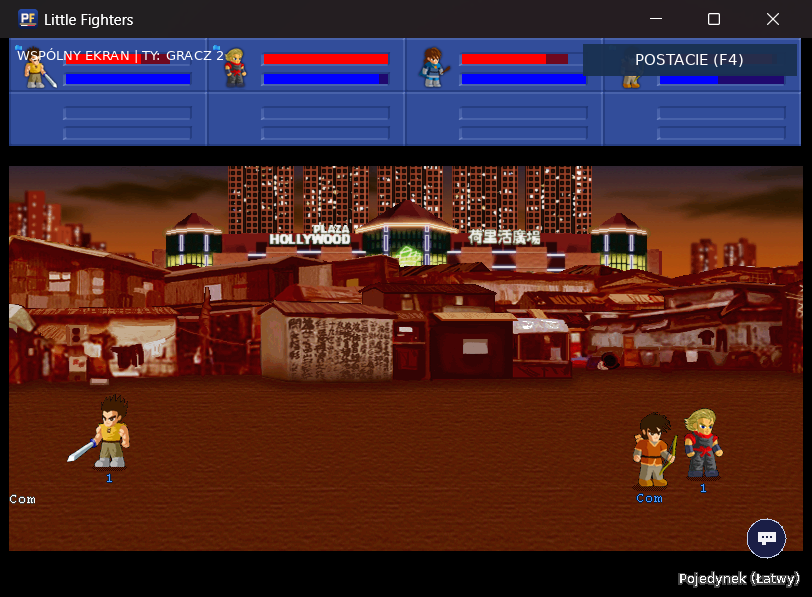 Little Fighters
WSPÓLNY EKRAN | TY: GRACZ 2
POSTACIE (F4)
PLAZA
HOLLYWOOD
荷里活廣場
1
1
Com
Com
Pojedynek (Łatwy)